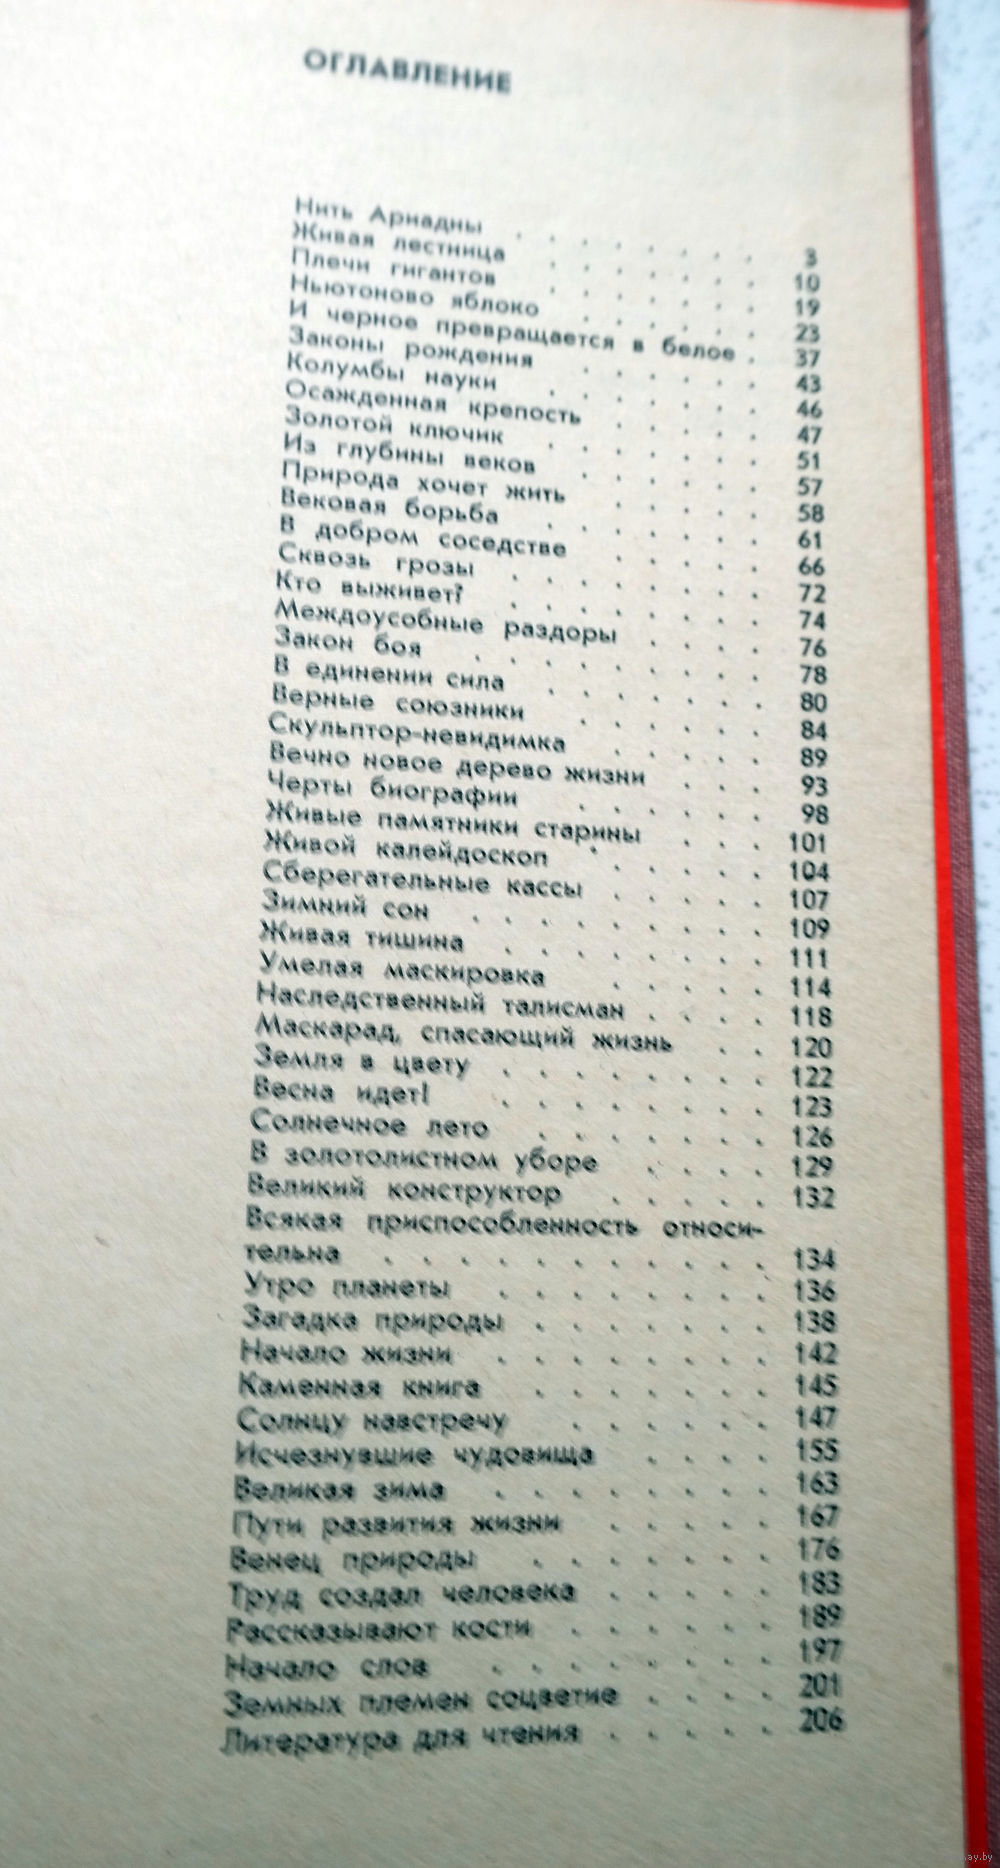 ОГЛАВЛЕНИЕ
Нить Ариадны . . . . . . . . 3
Живая лестница . . . . . . . 10
Плечи гигантов . . . . . . . 19
Ньютоново яблоко . . . . . . 23
И черное превращается в белое . 37
Законы рождения . . . . . . 43
Колумбы науки . . . . . . . 46
Осажденная крепость . . . . . 47
Золотой ключик . . . . . . . 51
Из глубины веков . . . . . . 57
Природа хочет жить . . . . . 58
Вековая борьба . . . . . . . 61
В добром соседстве . . . . . 66
Сквозь грозы . . . . . . . . 72
Кто выживет? . . . . . . . . 74
Междоусобные раздоры . . . . 76
Закон боя . . . . . . . . . 78
В единении сила . . . . . . . 80
Верные союзники . . . . . . 84
Скульптор-невидимка . . . . . 89
Вечно новое дерево жизни . . . 93
Черты биографии . . . . . . 98
Живые памятники старины . . . 101
Живой калейдоскоп . . . . . . 104
Сберегательные кассы . . . . . 107
Зимний сон . . . . . . . . . 109
Живая тишина . . . . . . . . 111
Умелая маскировка . . . . . 114
Наследственный талисман . . . . 118
Маскарад, спасающий жизнь . . 120
Земля в цвету . . . . . . . . 122
Весна идет! . . . . . . . . 123
Солнечное лето . . . . . . . 126
В золотолистном уборе . . . . 129
Великий конструктор . . . . . 132
Всякая приспособленность относи-
тельна . . . . . . . . . . . 134
Утро планеты . . . . . . . . 136
Загадка природы . . . . . . . 138
Начало жизни . . . . . . . . 142
Каменная книга . . . . . . . 145
Солнцу навстречу . . . . . . 147
Исчезнувшие чудовища . . . . 155
Великая зима . . . . . . . . 163
Пути развития жизни . . . . . 167
Венец природы . . . . . . . 176
Труд создал человека . . . . . 183
Рассказывают кости . . . . . . 189
Начало слов . . . . . . . . 197
Земных племен соцветие . . . . 201
Литература для чтения . . . . . 206